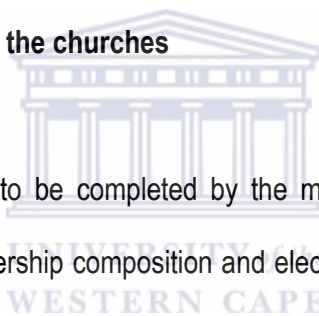 the churches
to be completed by the m
UNIVERSITY of the
ership composition and elec
WESTERN CAPE